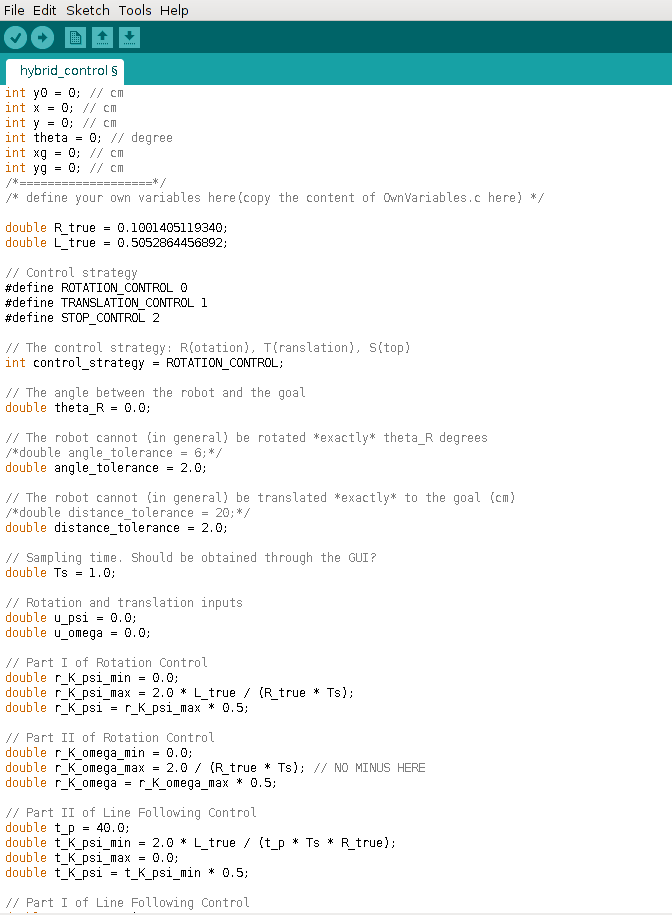 File Edit Sketch Tools Help
hybrid_control §
int y0 = 0; // cm
int x = 0; // cm
int y = 0; // cm
int theta = 0; // degree
int xg = 0; // cm
int yg = 0; // cm
/*===================*/
/* define your own variables here(copy the content of OwnVariables.c here) */
double R_true = 0.1001405119340;
double L_true = 0.5052864456892;
// Control strategy
#define ROTATION_CONTROL 0
#define TRANSLATION_CONTROL 1
#define STOP_CONTROL 2
// The control strategy: R(otation), T(ranslation), S(top)
int control_strategy = ROTATION_CONTROL;
// The angle between the robot and the goal
double theta_R = 0.0;
// The robot cannot (in general) be rotated *exactly* theta_R degrees
/*double angle_tolerance = 6;*/
double angle_tolerance = 2.0;
// The robot cannot (in general) be translated *exactly* to the goal (cm)
/*double distance_tolerance = 20;*/
double distance_tolerance = 2.0;
// Sampling time. Should be obtained through the GUI?
double Ts = 1.0;
// Rotation and translation inputs
double u_psi = 0.0;
double u_omega = 0.0;
// Part I of Rotation Control
double r_K_psi_min = 0.0;
double r_K_psi_max = 2.0 * L_true / (R_true * Ts);
double r_K_psi = r_K_psi_max * 0.5;
// Part II of Rotation Control
double r_K_omega_min = 0.0;
double r_K_omega_max = 2.0 / (R_true * Ts); // NO MINUS HERE
double r_K_omega = r_K_omega_max * 0.5;
// Part II of Line Following Control
double t_p = 40.0;
double t_K_psi_min = 2.0 * L_true / (t_p * Ts * R_true);
double t_K_psi_max = 0.0;
double t_K_psi = t_K_psi_min * 0.5;
// Part I of Line Following Control